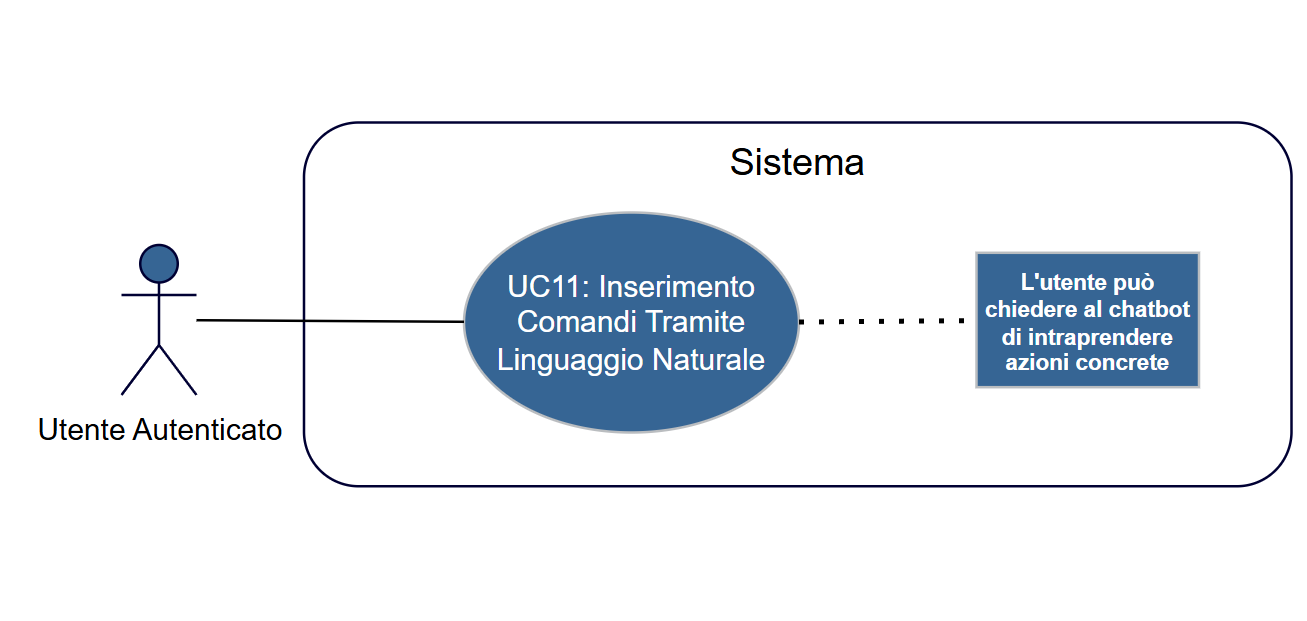 Sistema
UC11: Inserimento
Comandi Tramite
Linguaggio Naturale
L'utente può
chiedere al chatbot
di intraprendere
azioni concrete
Utente Autenticato